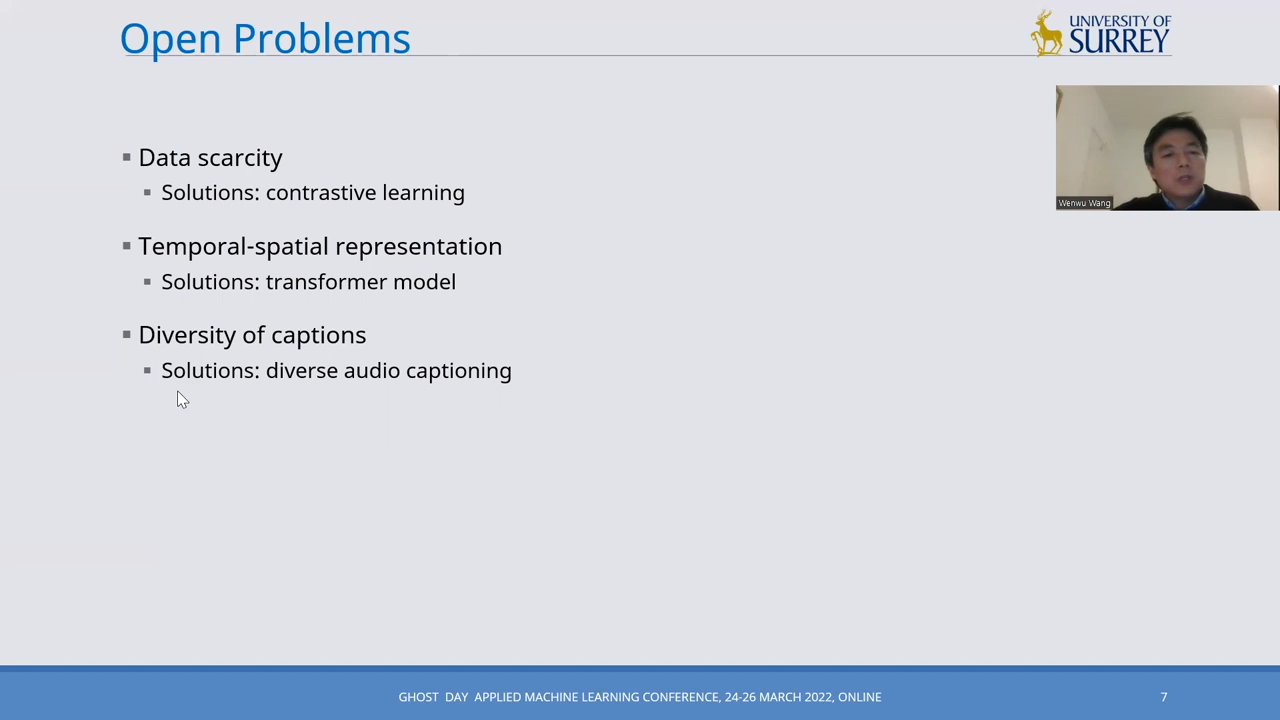 Open Problems
UNIVERSITY OF
SURREY
Data scarcity
Solutions: contrastive learning
Temporal-spatial representation
Solutions: transformer model
Diversity of captions
Solutions: diverse audio captioning
Wenwu Wang
GHOST DAY APPLIED MACHINE LEARNING CONFERENCE, 24-26 MARCH 2022, ONLINE
7